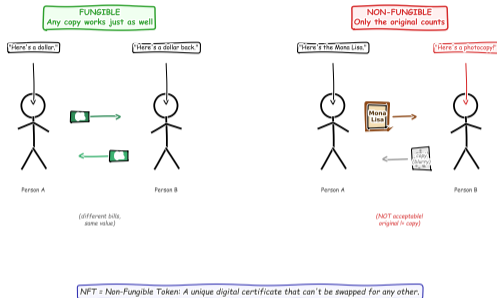 FUNGIBLE
Any copy works just as well
NON-FUNGIBLE
Only the original counts
"Here's a dollar."
"Here's a dollar back."
"Here's the Mona Lisa."
"Here's a photocopy!"
Mona
Lisa
copy
(blurry)
Person A
Person B
Person A
Person B
(different bills,
same value)
(NOT acceptable!
original ≠ copy)
NFT = Non-Fungible Token: A unique digital certificate that can't be swapped for any other.